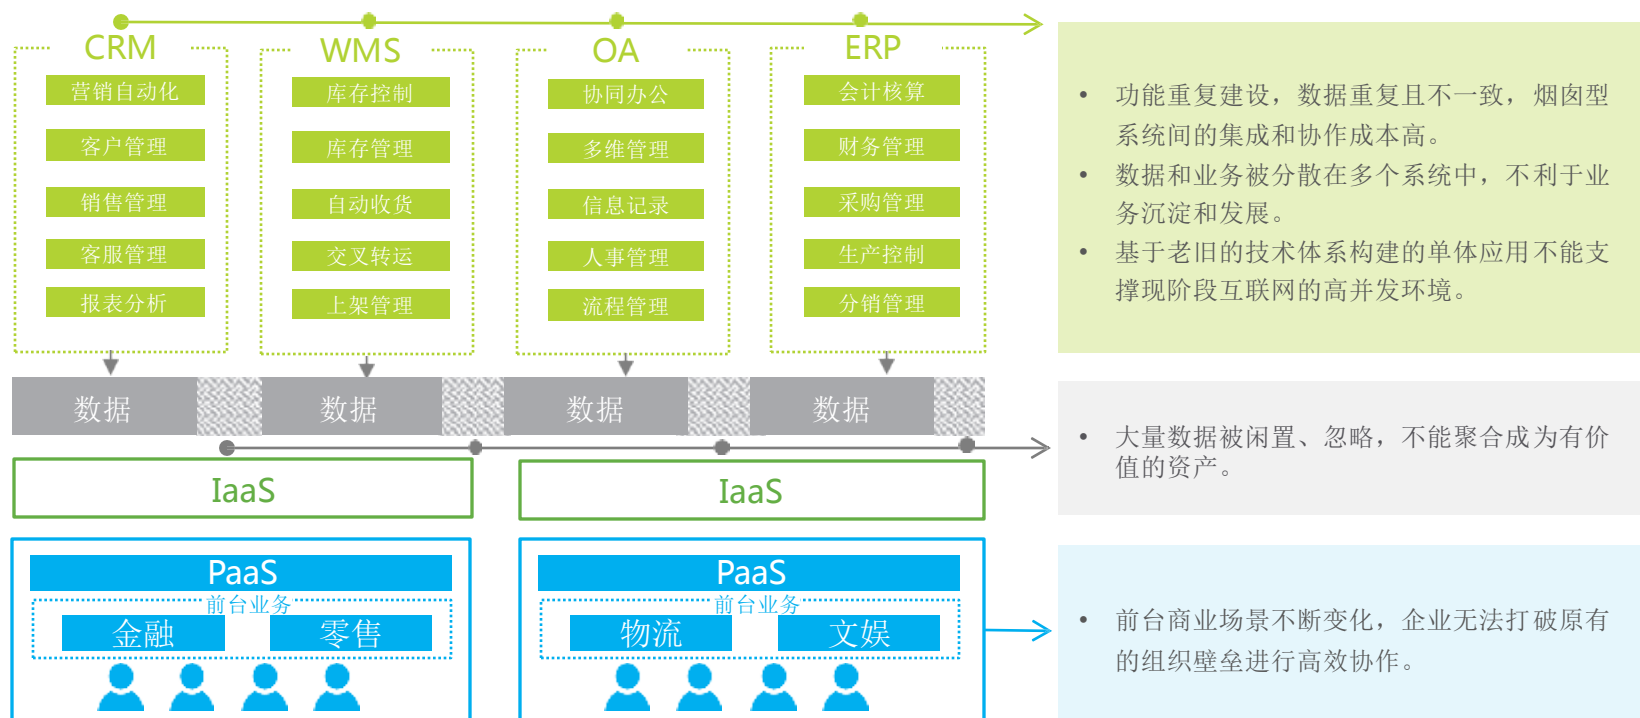 CRM
营销自动化
客户管理
销售管理
客服管理
报表分析
WMS
库存控制
库存管理
自动收货
交叉转运
上架管理
OA
协同办公
多维管理
信息记录
人事管理
流程管理
ERP
会计核算
财务管理
采购管理
生产控制
分销管理
• 功能重复建设，数据重复且不一致，烟囱型
系统间的集成和协作成本高。
• 数据和业务被分散在多个系统中，不利于业
务沉淀和发展。
• 基于老旧的技术体系构建的单体应用不能支
撑现阶段互联网的高并发环境。
数据
数据
数据
数据
• 大量数据被闲置、忽略，不能聚合成为有价
值的资产。
IaaS
IaaS
PaaS
前台业务
金融
零售
PaaS
前台业务
物流
文娱
• 前台商业场景不断变化，企业无法打破原有
的组织壁垒进行高效协作。